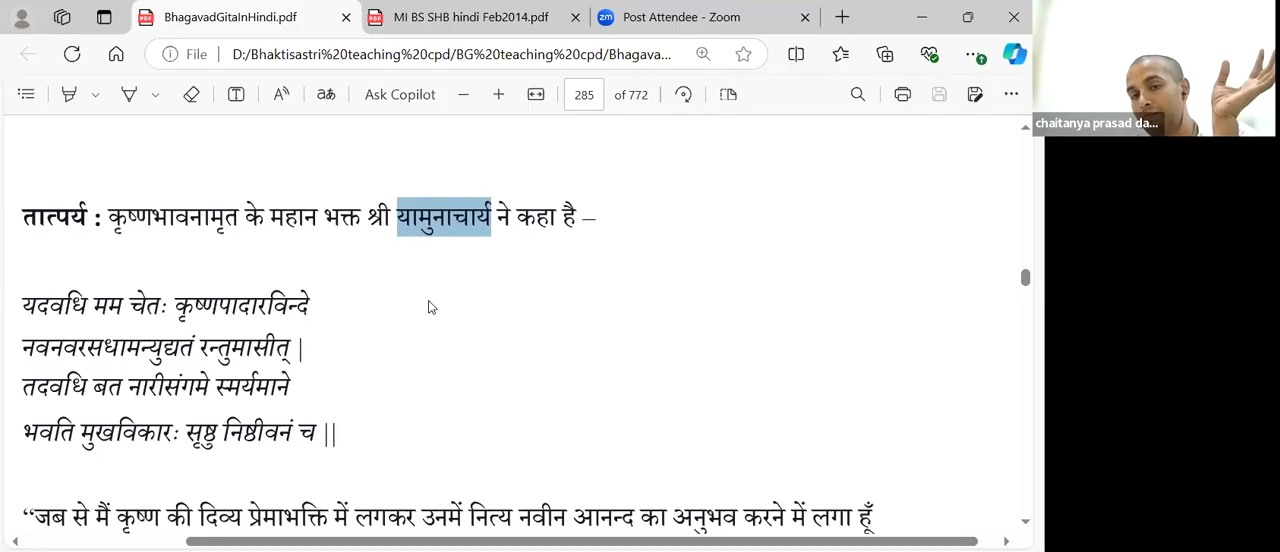 BhagavadGitaInHindi.pdf
MI BS SHB hindi Feb2014.pdf
Post Attendee - Zoom
File
D:/Bhaktisastri%20teaching%20cpd/BG%20teaching%20cpd/Bhagava...
Ask Copilot
285 of 772
chaitanya prasad da...
तात्पर्य : कृष्णभावनामृत के महान भक्त श्री यामुनाचार्य ने कहा है –
यदवधि मम चेतः कृष्णपादारविन्दे
नवनवरसधामन्युद्यतं रन्तुमासीत् |
तदवधि बत नारीसंगमे स्मर्यमाने
भवति मुखविकारः सृष्ठु निष्ठीवनं च ||
“जब से मैं कृष्ण की दिव्य प्रेमाभक्ति में लगकर उनमें नित्य नवीन आनन्द का अनुभव करने में लगा हूँ